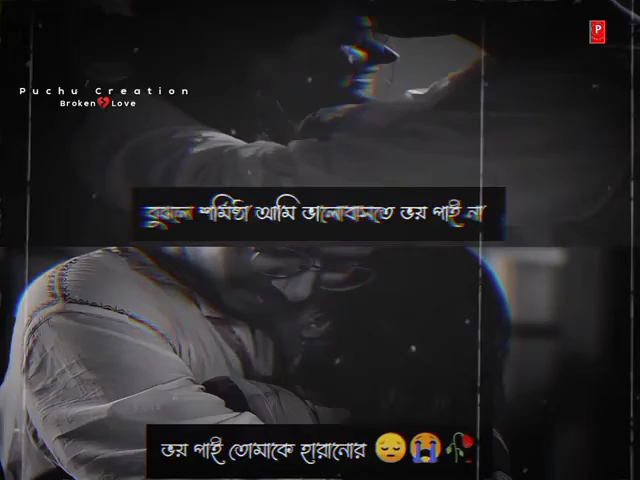 P
Puchu Creation
Broken💔Love
বুঝলে শর্মিষ্ঠা আমি ভালোবাসতে ভয় পাই না
ভয় পাই তোমাকে হারানোর 😔😭🥀